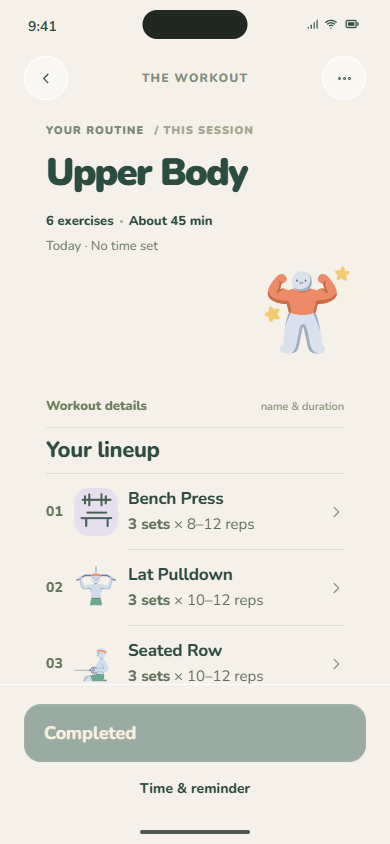 9:41
THE WORKOUT
YOUR ROUTINE / THIS SESSION
Upper Body
6 exercises • About 45 min
Today · No time set
Workout details name & duration
Your lineup
01 Bench Press
3 sets × 8–12 reps
02 Lat Pulldown
3 sets × 10–12 reps
03 Seated Row
3 sets × 10–12 reps
Completed
Time & reminder